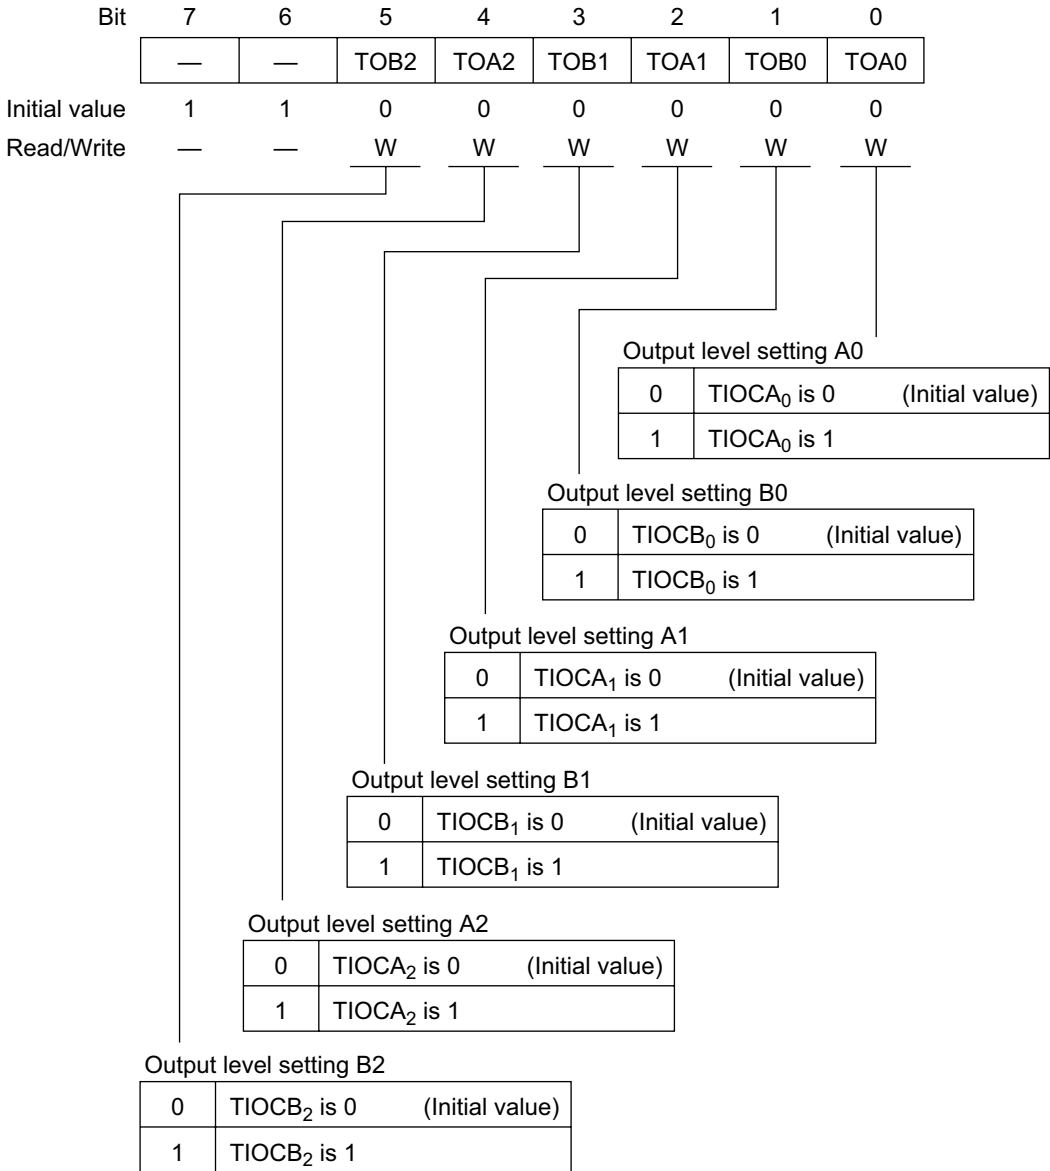 Bit 7 6 5 4 3 2 1 0
— — TOB2 TOA2 TOB1 TOA1 TOB0 TOA0
Initial value 1 1 0 0 0 0 0 0
Read/Write — — W W W W W W
Output level setting A0
0 TIOCA₀ is 0 (Initial value)
1 TIOCA₀ is 1
Output level setting B0
0 TIOCB₀ is 0 (Initial value)
1 TIOCB₀ is 1
Output level setting A1
0 TIOCA₁ is 0 (Initial value)
1 TIOCA₁ is 1
Output level setting B1
0 TIOCB₁ is 0 (Initial value)
1 TIOCB₁ is 1
Output level setting A2
0 TIOCA₂ is 0 (Initial value)
1 TIOCA₂ is 1
Output level setting B2
0 TIOCB₂ is 0 (Initial value)
1 TIOCB₂ is 1